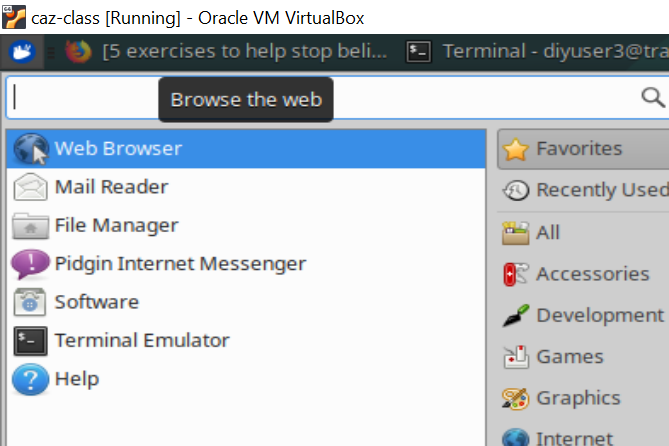 caz-class [Running] - Oracle VM VirtualBox
[5 exercises to help stop beli... Terminal - diyuser3@tra
Browse the web
Web Browser
Mail Reader
File Manager
Pidgin Internet Messenger
Software
Terminal Emulator
Help
Favorites
Recently Used
All
Accessories
Development
Games
Graphics
Internet